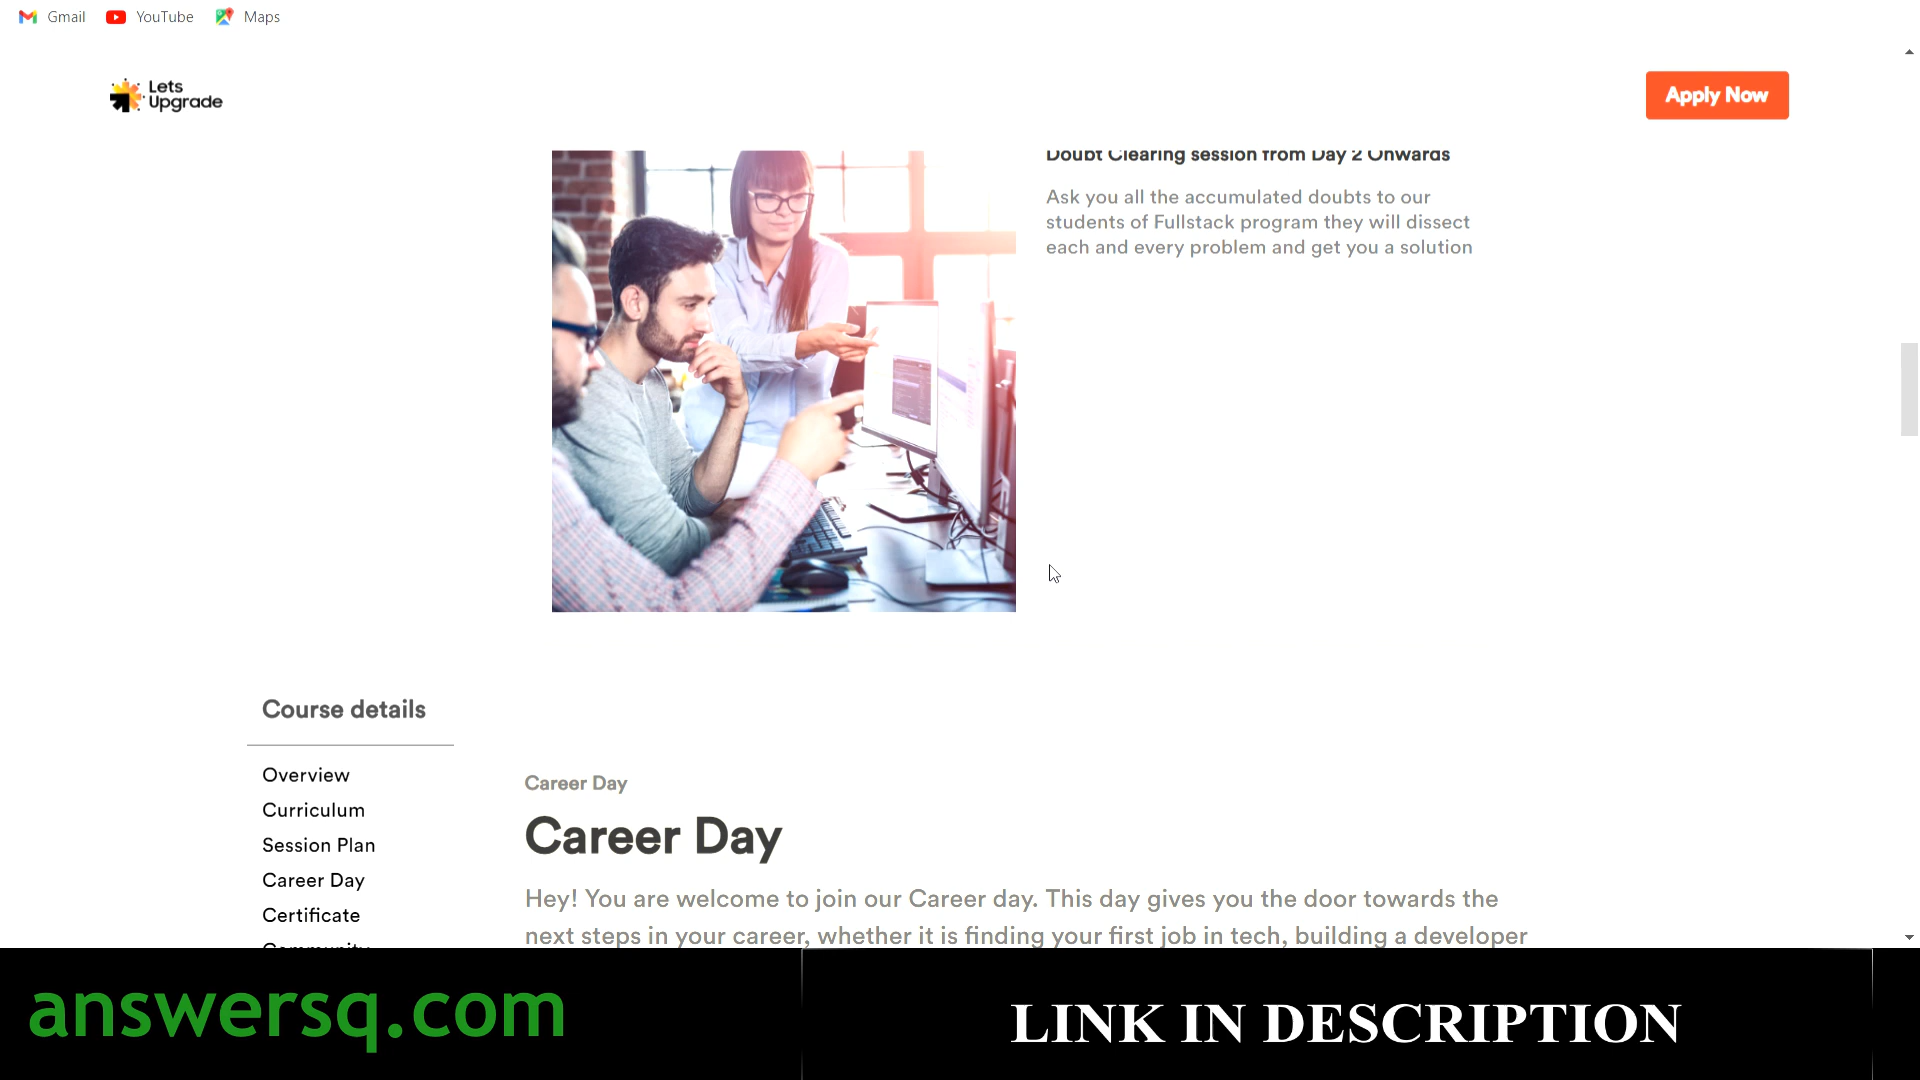 Gmail
YouTube
Maps
Lets
Upgrade
Apply Now
Doubt Clearing session from Day 2 Onwards
Ask you all the accumulated doubts to our
students of Fullstack program they will dissect
each and every problem and get you a solution
Course details
Overview
Curriculum
Session Plan
Career Day
Certificate
Community
Career Day
Career Day
Hey! You are welcome to join our Career day. This day gives you the door towards the
next steps in your career, whether it is finding your first job in tech, building a developer
answersq.com
LINK IN DESCRIPTION